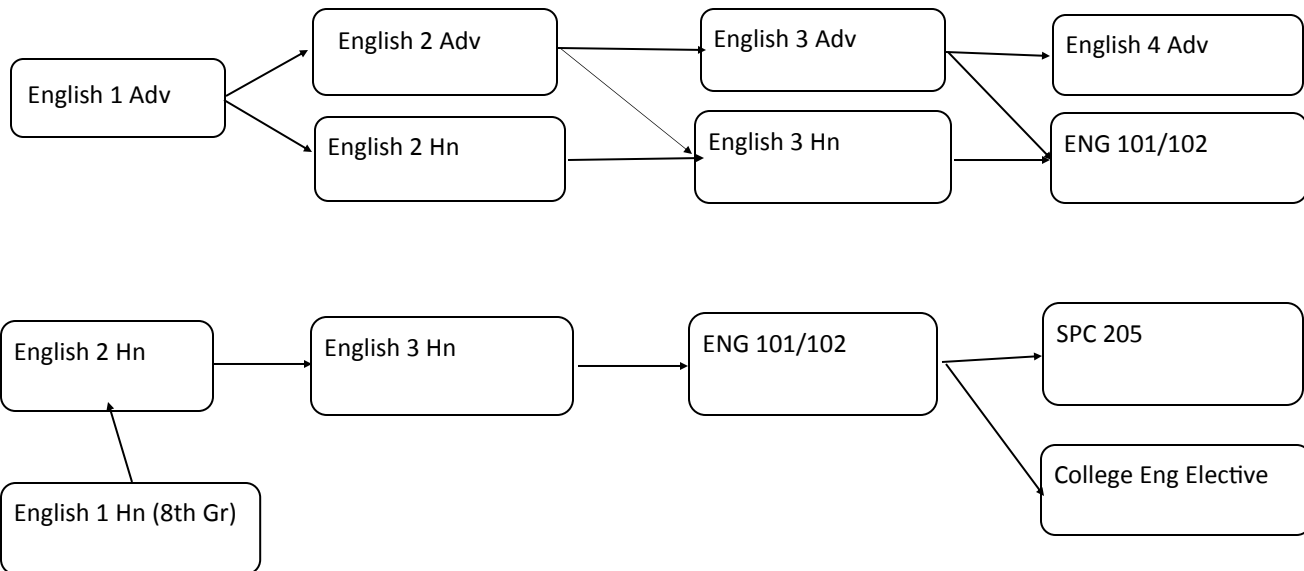 English 1 Adv
English 2 Adv
English 3 Adv
English 4 Adv
English 2 Hn
English 3 Hn
ENG 101/102
English 2 Hn
English 3 Hn
ENG 101/102
SPC 205
College Eng Elective
English 1 Hn (8th Gr)